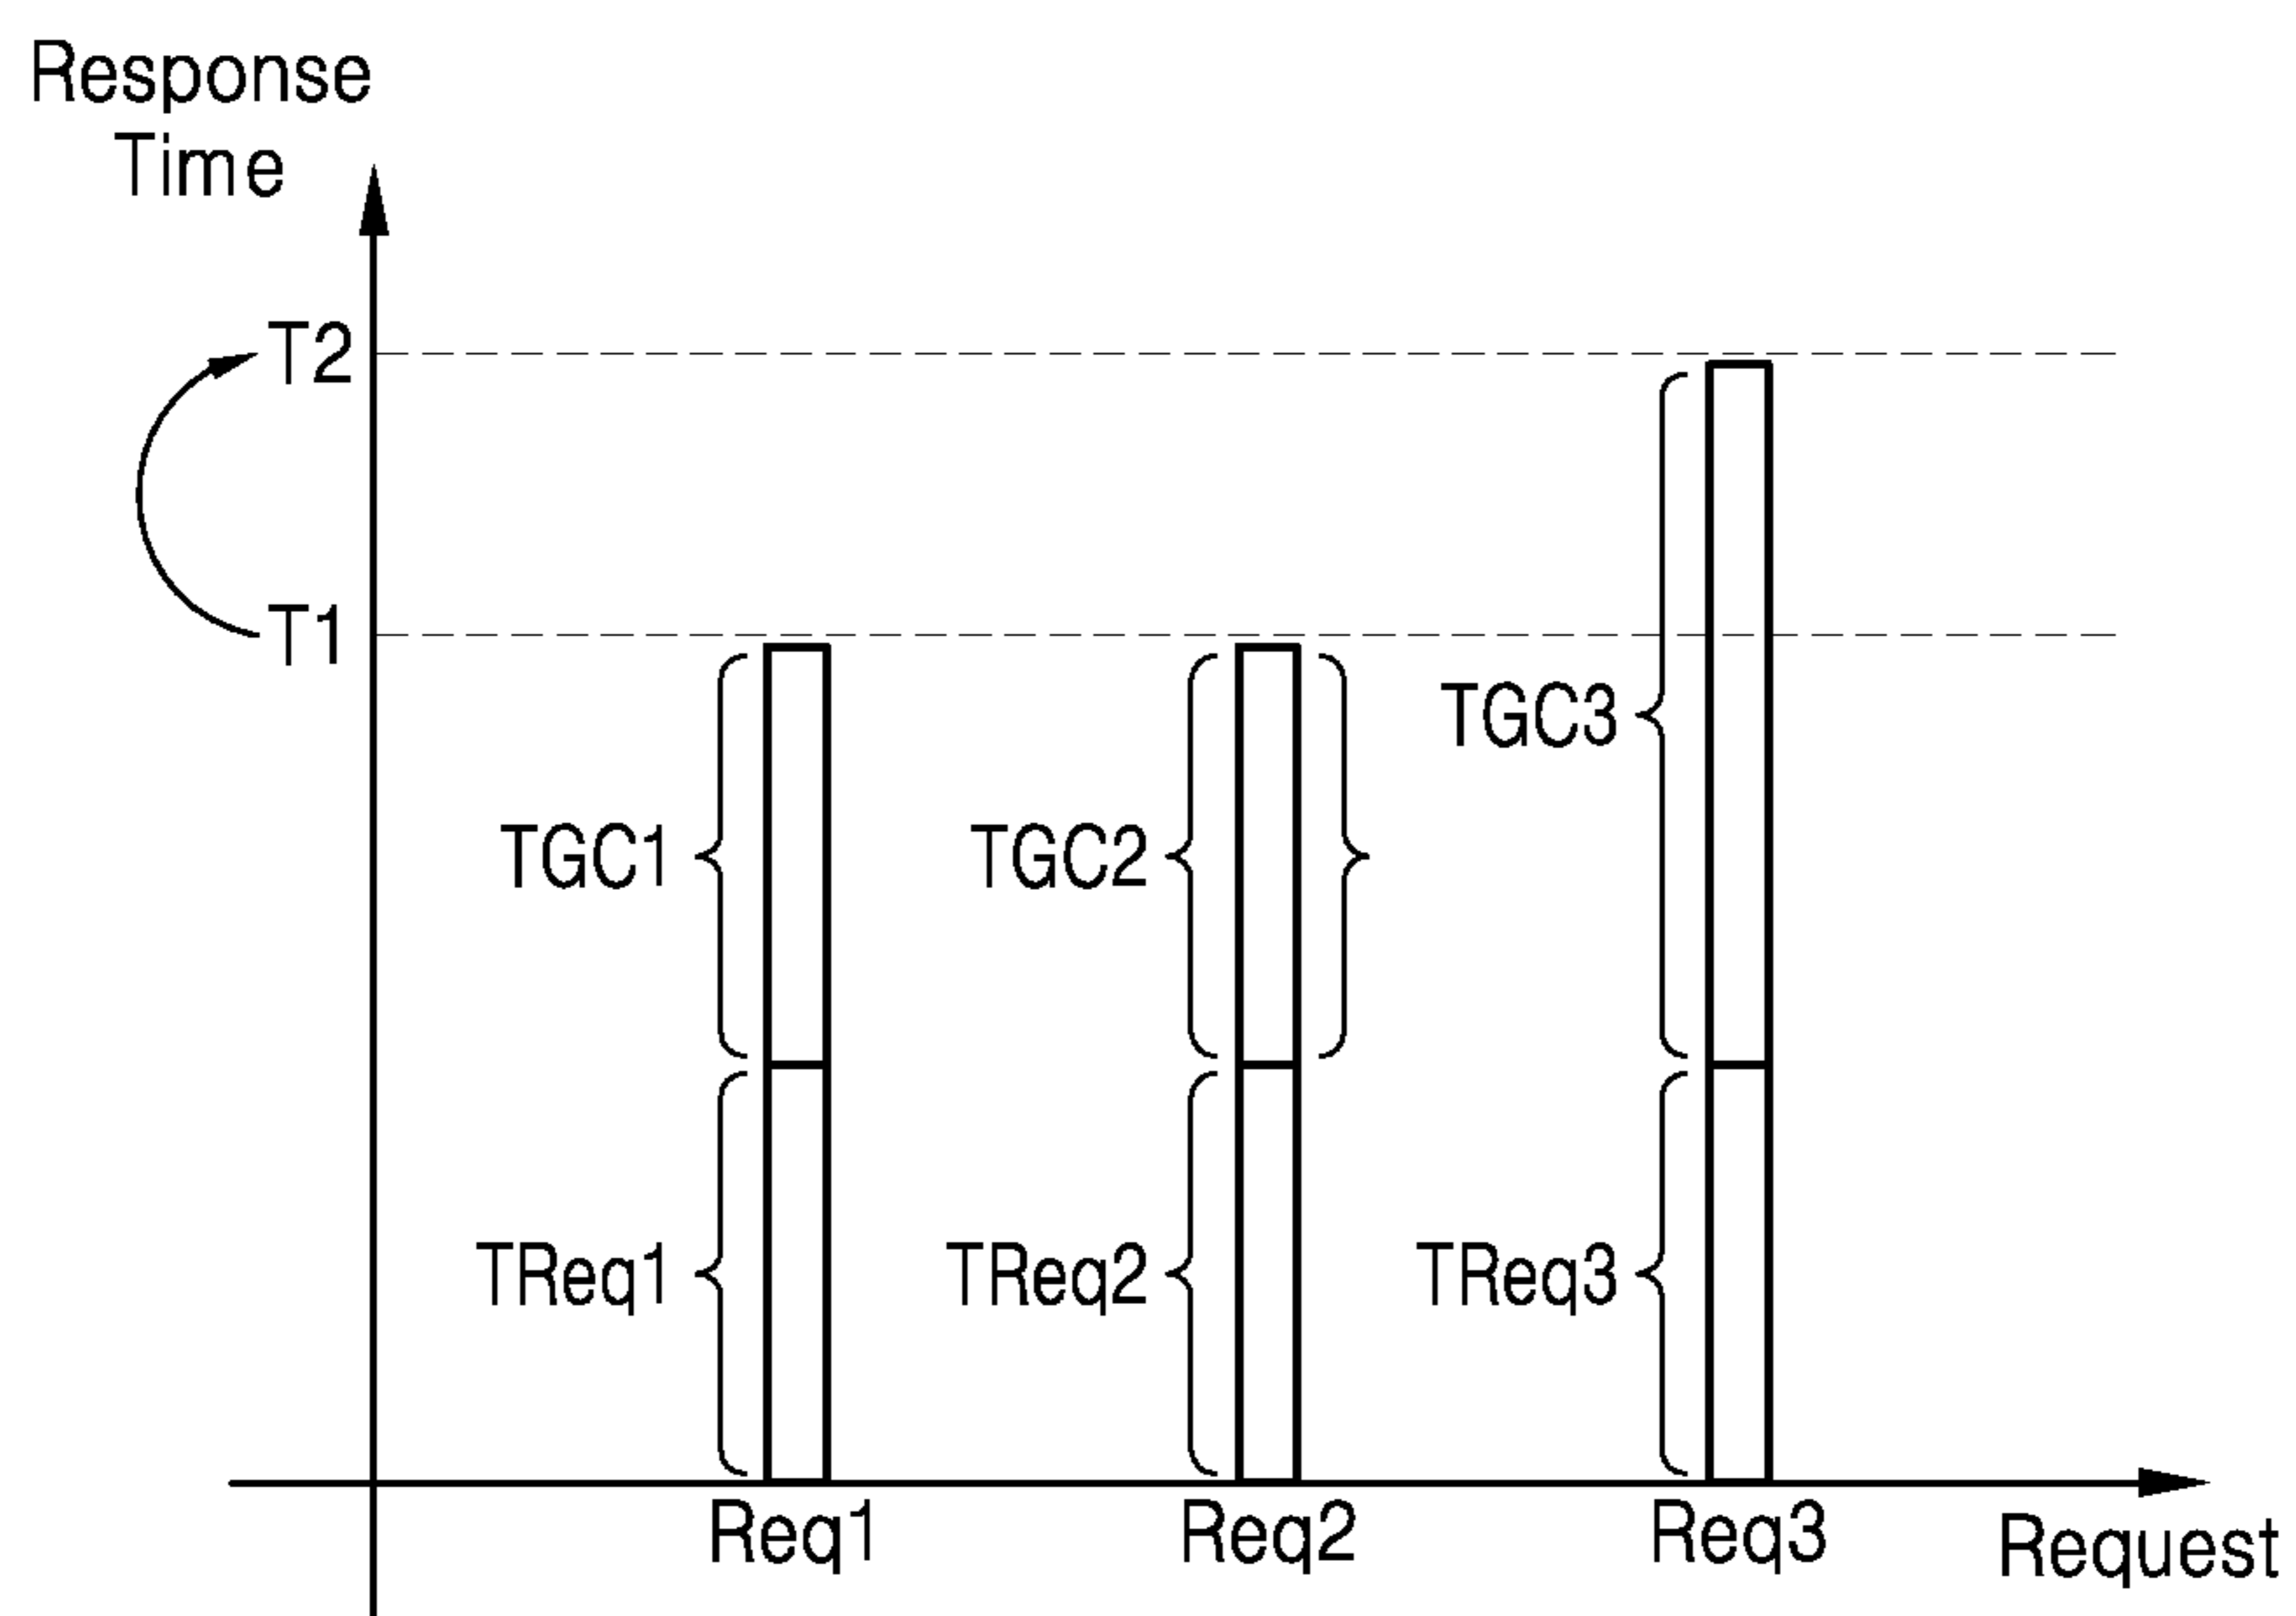 Response
Time
T2
T1
TGC3
TGC1
TGC2
TReq1
TReq2
TReq3
Req1
Req2
Req3
Request